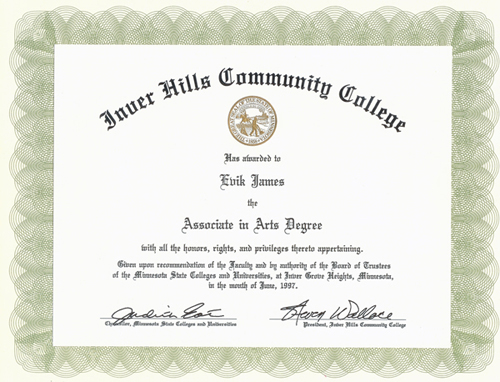 Inver Hills Community College
Has awarded to
Evik James
the
Associate in Arts Degree
with all the honors, rights, and privileges thereto appertaining.
Given upon recommendation of the Faculty and by authority of the Board of Trustees
of the Minnesota State Colleges and Universities, at Inver Grove Heights, Minnesota,
in the month of June, 1997.
Steven Wallace
Chancellor, Minnesota State Colleges and Universities
President, Inver Hills Community College